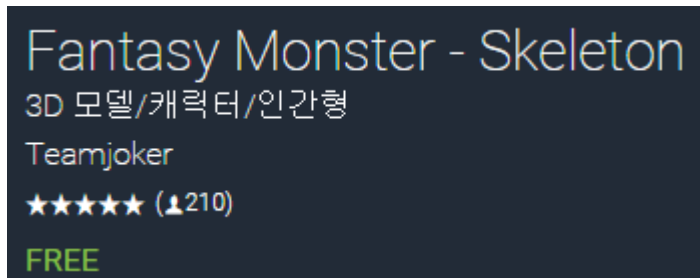 Fantasy Monster - Skeleton
3D 모델/캐릭터/인간형
Teamjoker
★★★★★ (👤210)
FREE